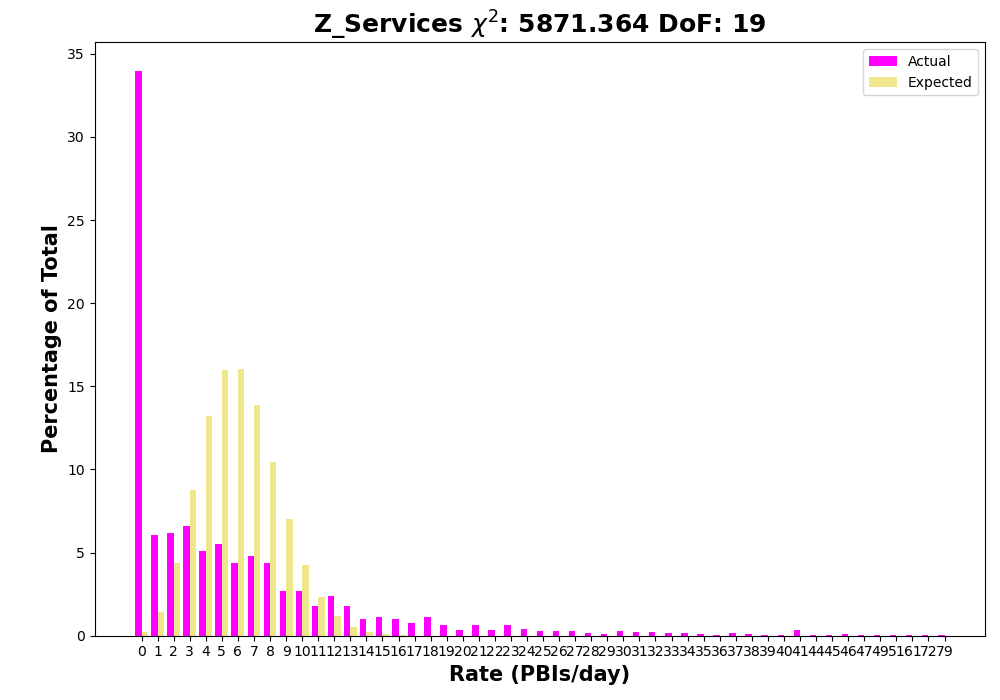 Z_Services χ²: 5871.364 DoF: 19
Actual
Expected
35
30
25
20
15
10
5
0
Percentage of Total
0 1 2 3 4 5 6 7 8 9 10 11 12 13 14 15 16 17 18 19 20 21 22 23 24 25 26 27 28 29 30 31 32 33 34 35 36 37 38 39 40 41 44 45 46 47 49 51 61 72 79
Rate (PBIs/day)